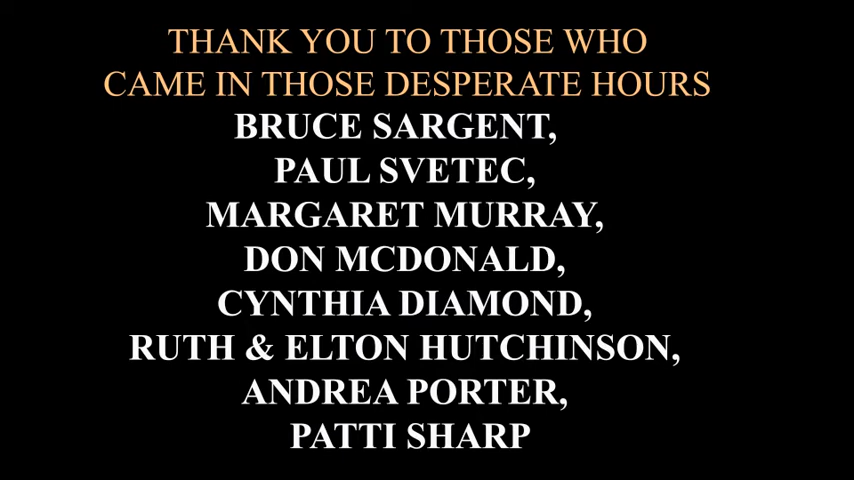 THANK YOU TO THOSE WHO
CAME IN THOSE DESPERATE HOURS
BRUCE SARGENT,
PAUL SVETEC,
MARGARET MURRAY,
DON MCDONALD,
CYNTHIA DIAMOND,
RUTH & ELTON HUTCHINSON,
ANDREA PORTER,
PATTI SHARP